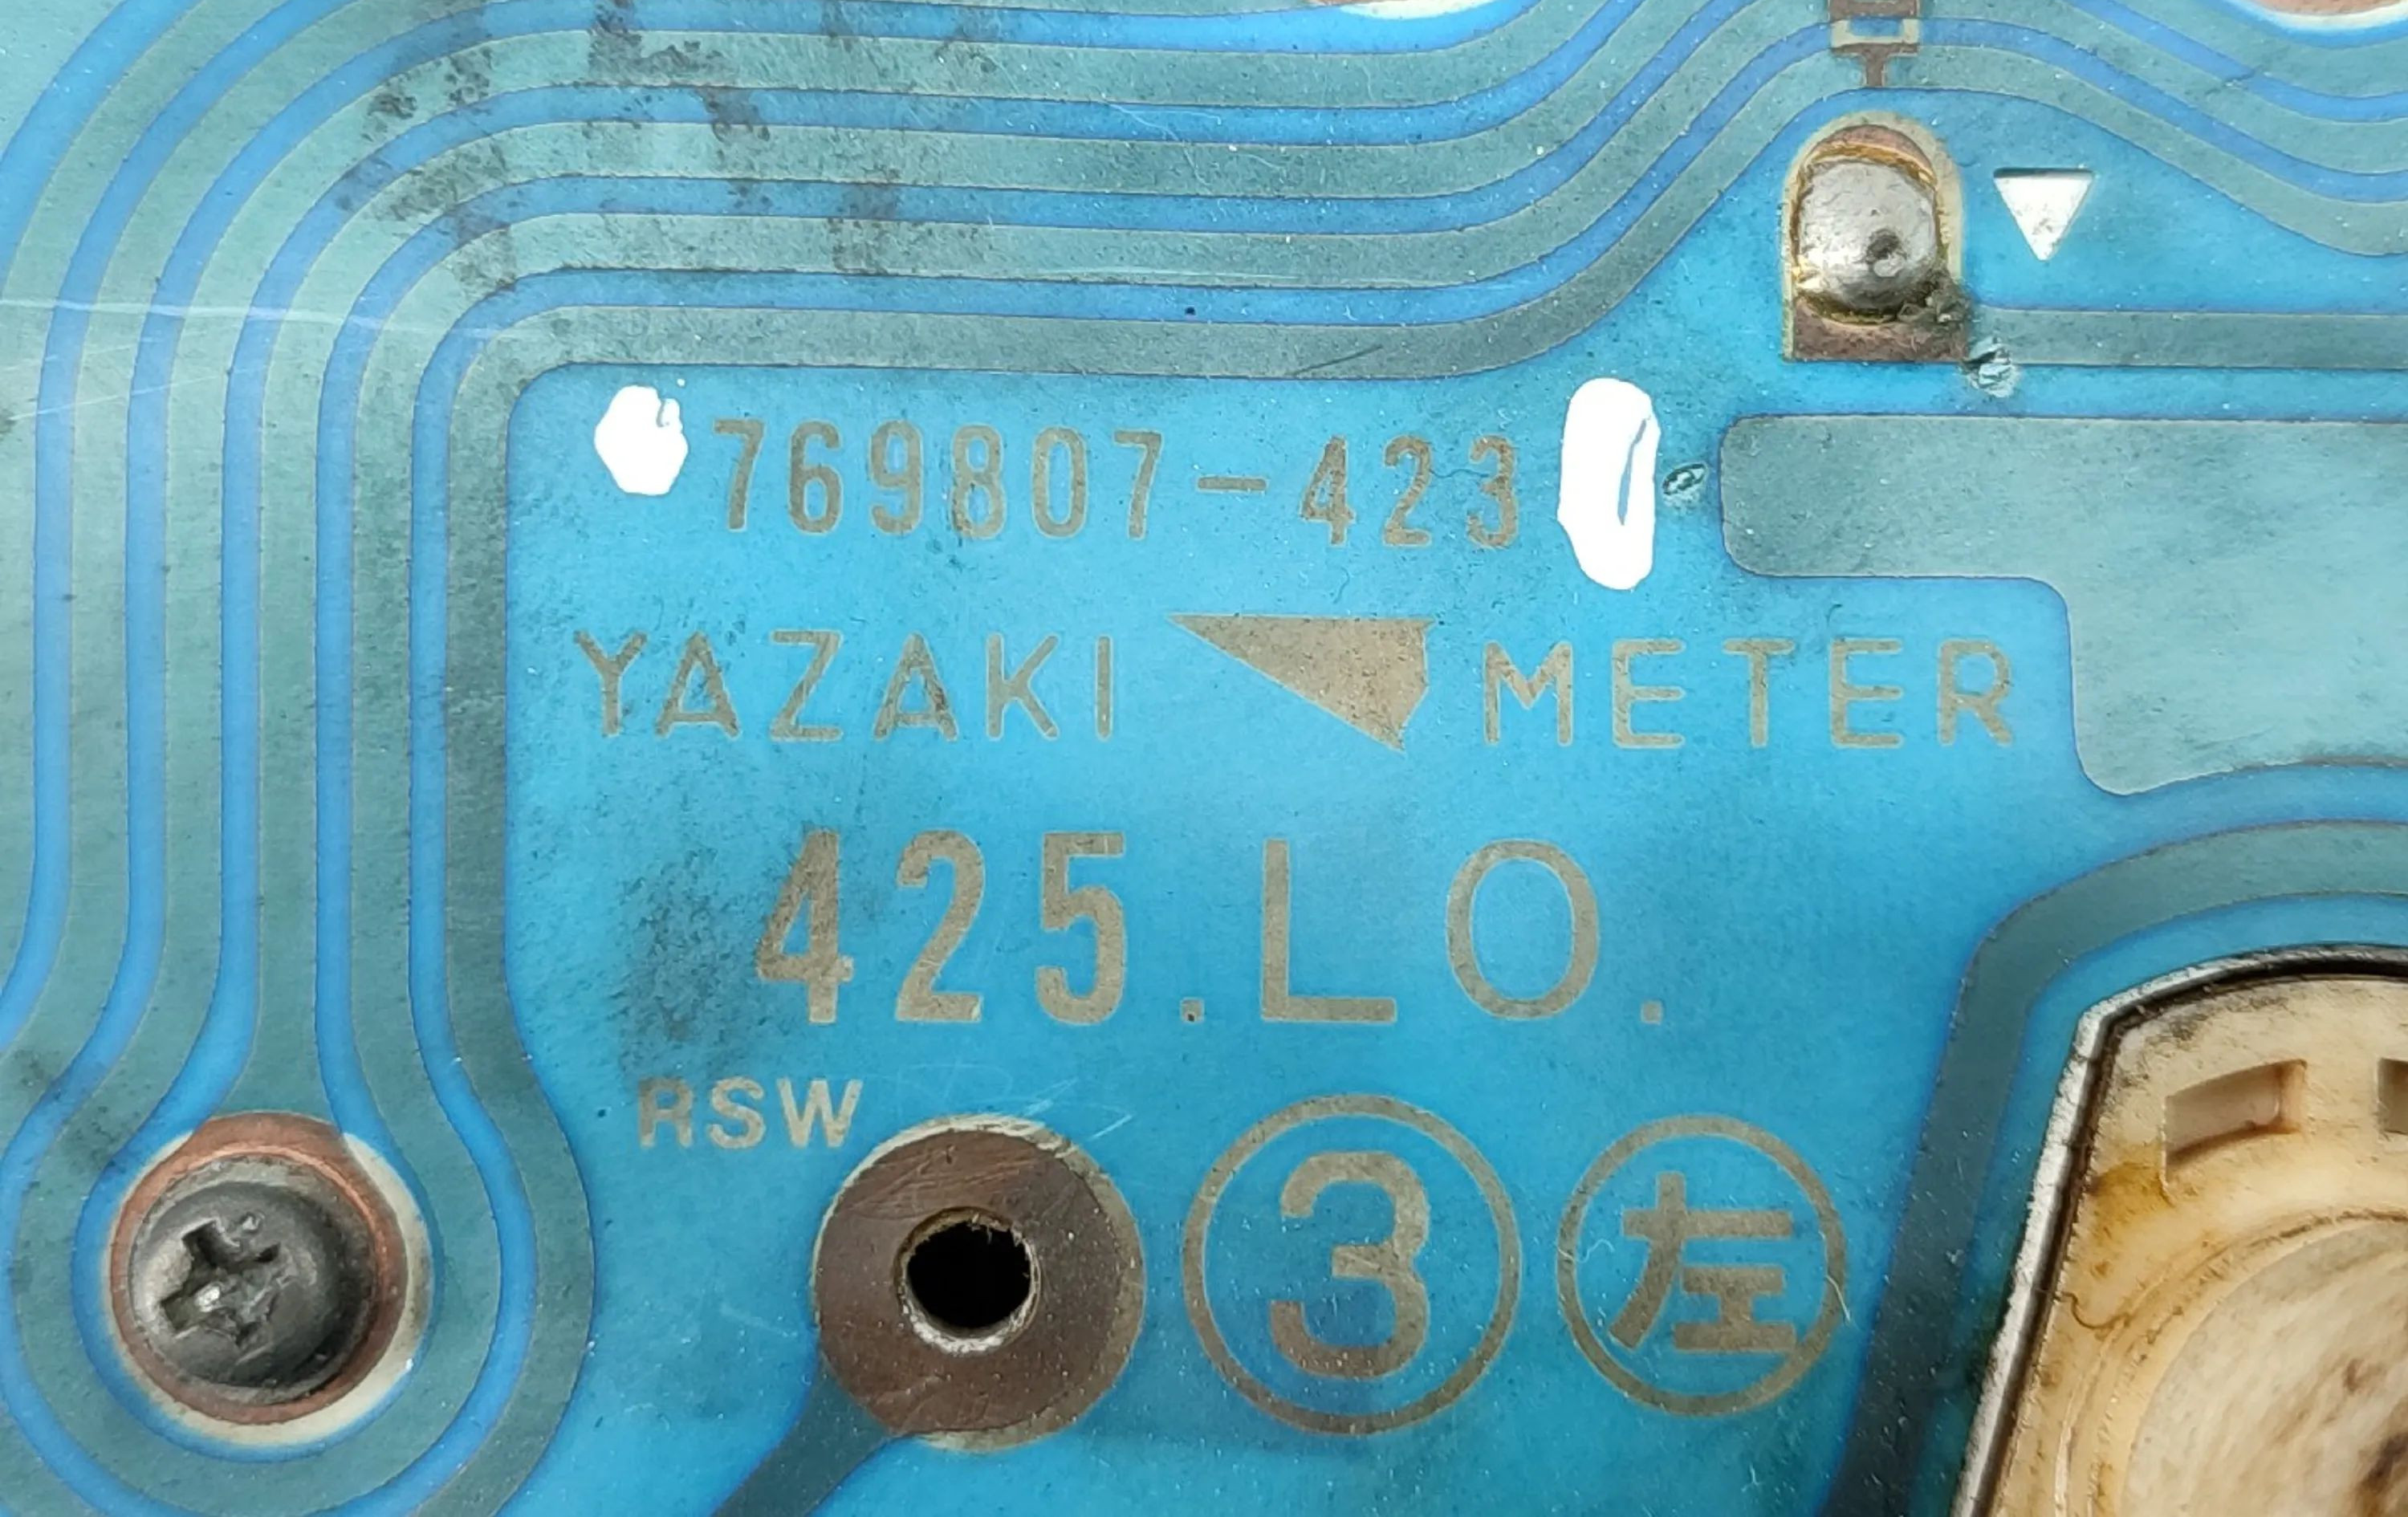 769807-423
YAZAKI METER
425.LO.
RSW
3 左